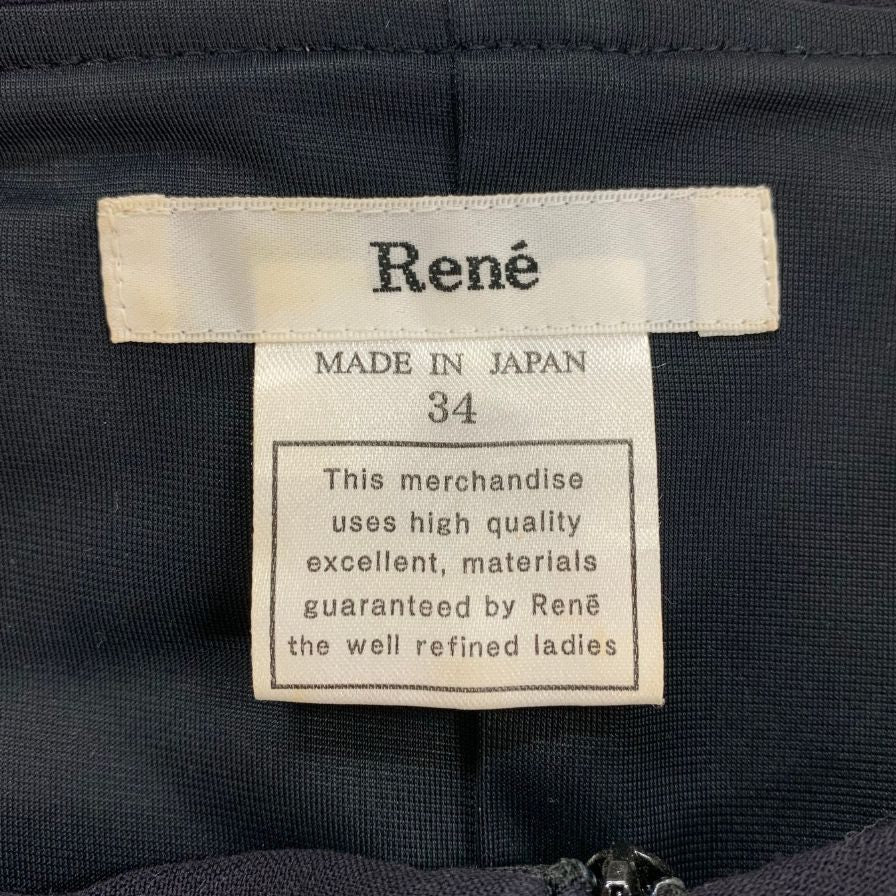 René
MADE IN JAPAN
34
This merchandise
uses high quality
excellent, materials
guaranteed by Renē
the well refined ladies